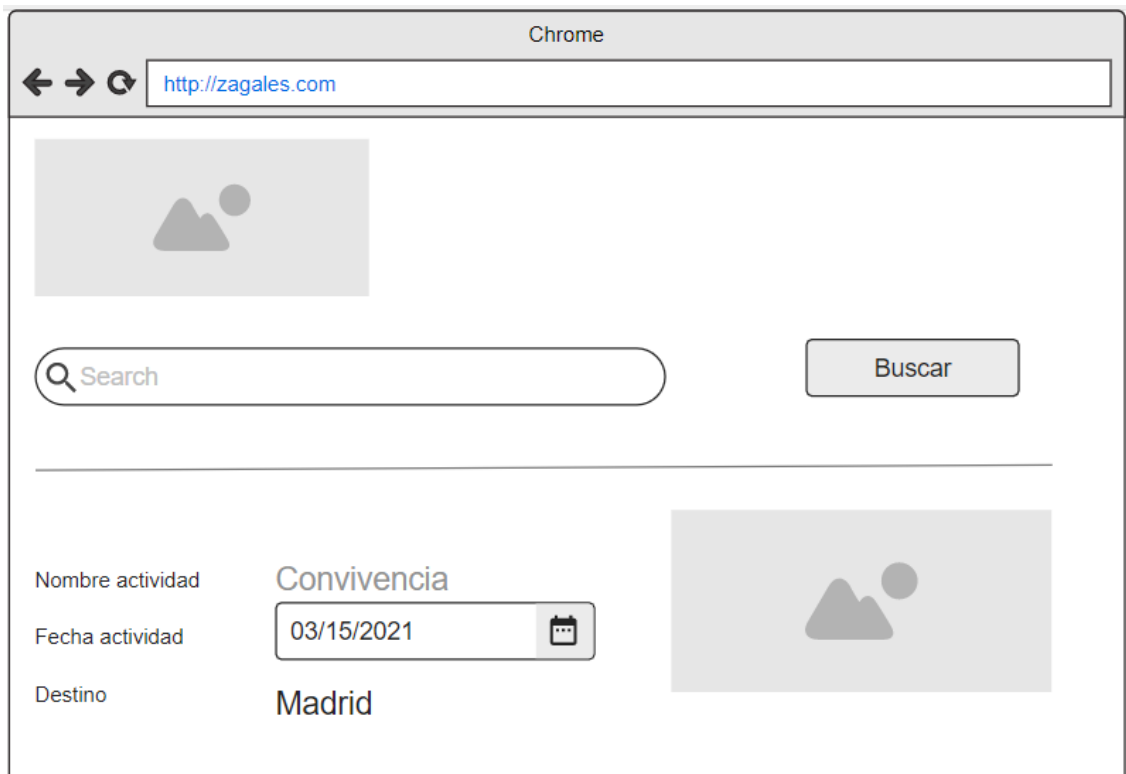 Chrome
http://zagales.com
Search
Buscar
Nombre actividad
Convivencia
Fecha actividad
03/15/2021
Destino
Madrid